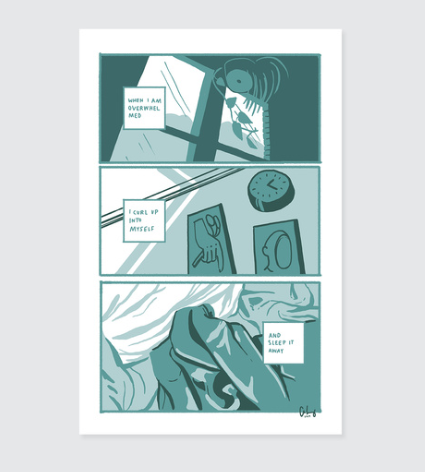 WHEN I AM
OVERWHEL
MED
I CURL UP
INTO
MYSELF
AND
SLEEP IT
AWAY